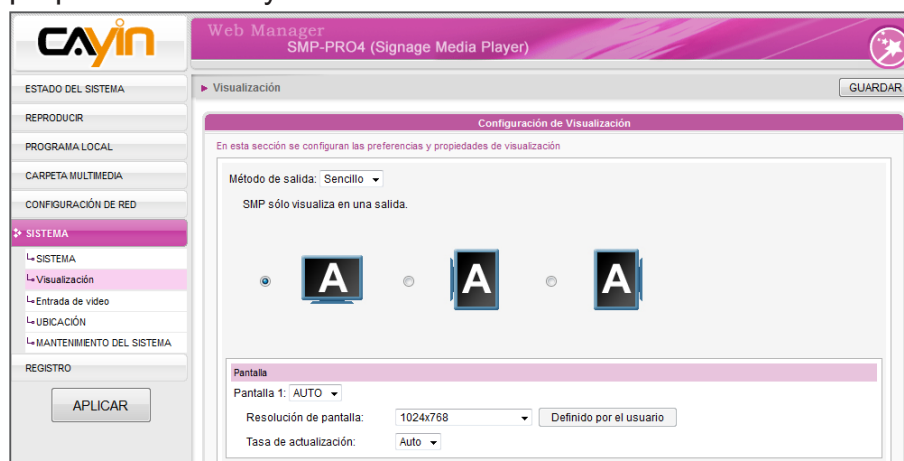 CAYIN
Web Manager
SMP-PRO4 (Signage Media Player)
ESTADO DEL SISTEMA
REPRODUCIR
PROGRAMA LOCAL
CARPETA MULTIMEDIA
CONFIGURACIÓN DE RED
SISTEMA
SISTEMA
Visualización
Entrada de video
UBICACIÓN
MANTENIMIENTO DEL SISTEMA
REGISTRO
APLICAR
Visualización
GUARDAR
Configuración de Visualización
En esta sección se configuran las preferencias y propiedades de visualización
Método de salida: Sencillo
SMP sólo visualiza en una salida.
A A A
Pantalla
Pantalla 1: AUTO
Resolución de pantalla: 1024x768 Definido por el usuario
Tasa de actualización: Auto